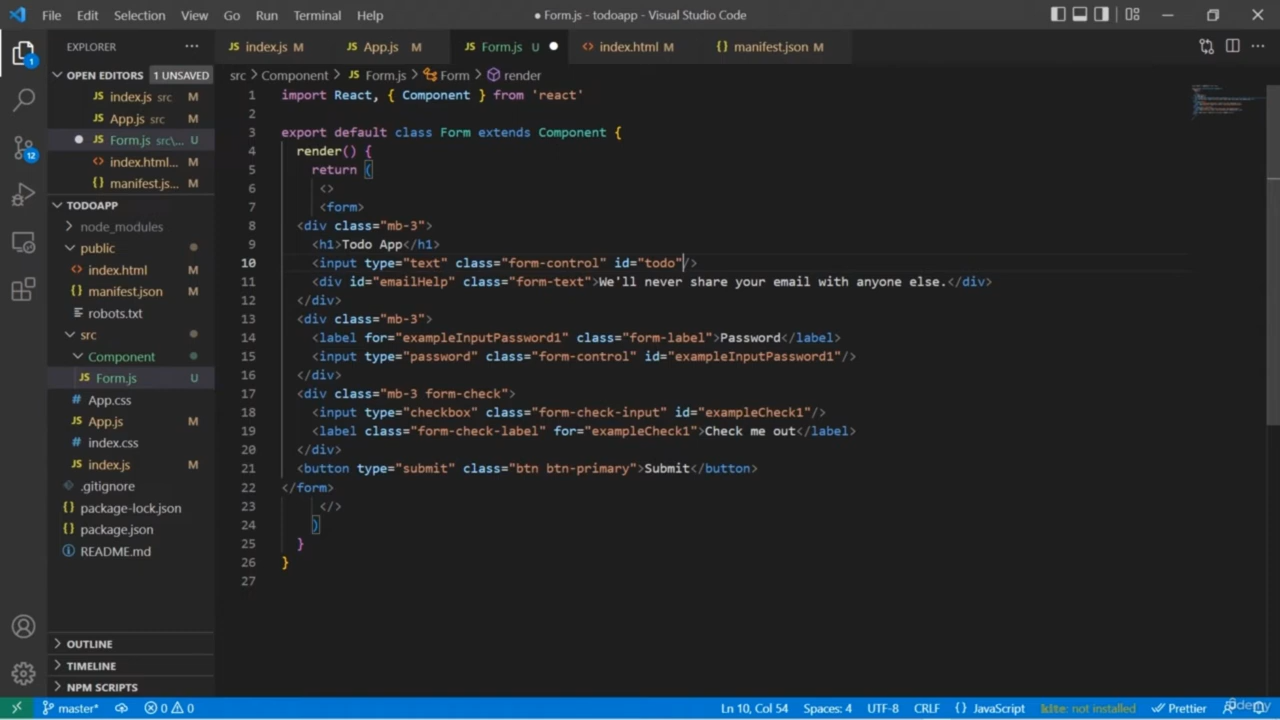 File Edit Selection View Go Run Terminal Help
● Form.js - todoapp - Visual Studio Code
EXPLORER
OPEN EDITORS 1 UNSAVED
JS index.js src M
JS App.js src M
JS Form.js src\... U
<> index.html... M
{} manifest.js... M
TODOAPP
node_modules
public
<> index.html M
{} manifest.json M
robots.txt
src
Component
JS Form.js U
# App.css
JS App.js M
# index.css
JS index.js M
.gitignore
{} package-lock.json
{} package.json
README.md
OUTLINE
TIMELINE
NPM SCRIPTS
JS index.js M JS App.js M JS Form.js U <> index.html M {} manifest.json M
src > Component > JS Form.js > Form > render
1 import React, { Component } from 'react'
2
3 export default class Form extends Component {
4 render() {
5 return (
6 <>
7 <form>
8 <div class="mb-3">
9 <h1>Todo App</h1>
10 <input type="text" class="form-control" id="todo"/>
11 <div id="emailHelp" class="form-text">We'll never share your email with anyone else.</div>
12 </div>
13 <div class="mb-3">
14 <label for="exampleInputPassword1" class="form-label">Password</label>
15 <input type="password" class="form-control" id="exampleInputPassword1"/>
16 </div>
17 <div class="mb-3 form-check">
18 <input type="checkbox" class="form-check-input" id="exampleCheck1"/>
19 <label class="form-check-label" for="exampleCheck1">Check me out</label>
20 </div>
21 <button type="submit" class="btn btn-primary">Submit</button>
22 </form>
23 </>
24 )
25 }
26 }
27
1
12
master* 0 0
Ln 10, Col 54 Spaces: 4 UTF-8 CRLF {} JavaScript kite: not installed Prettier
Udemy